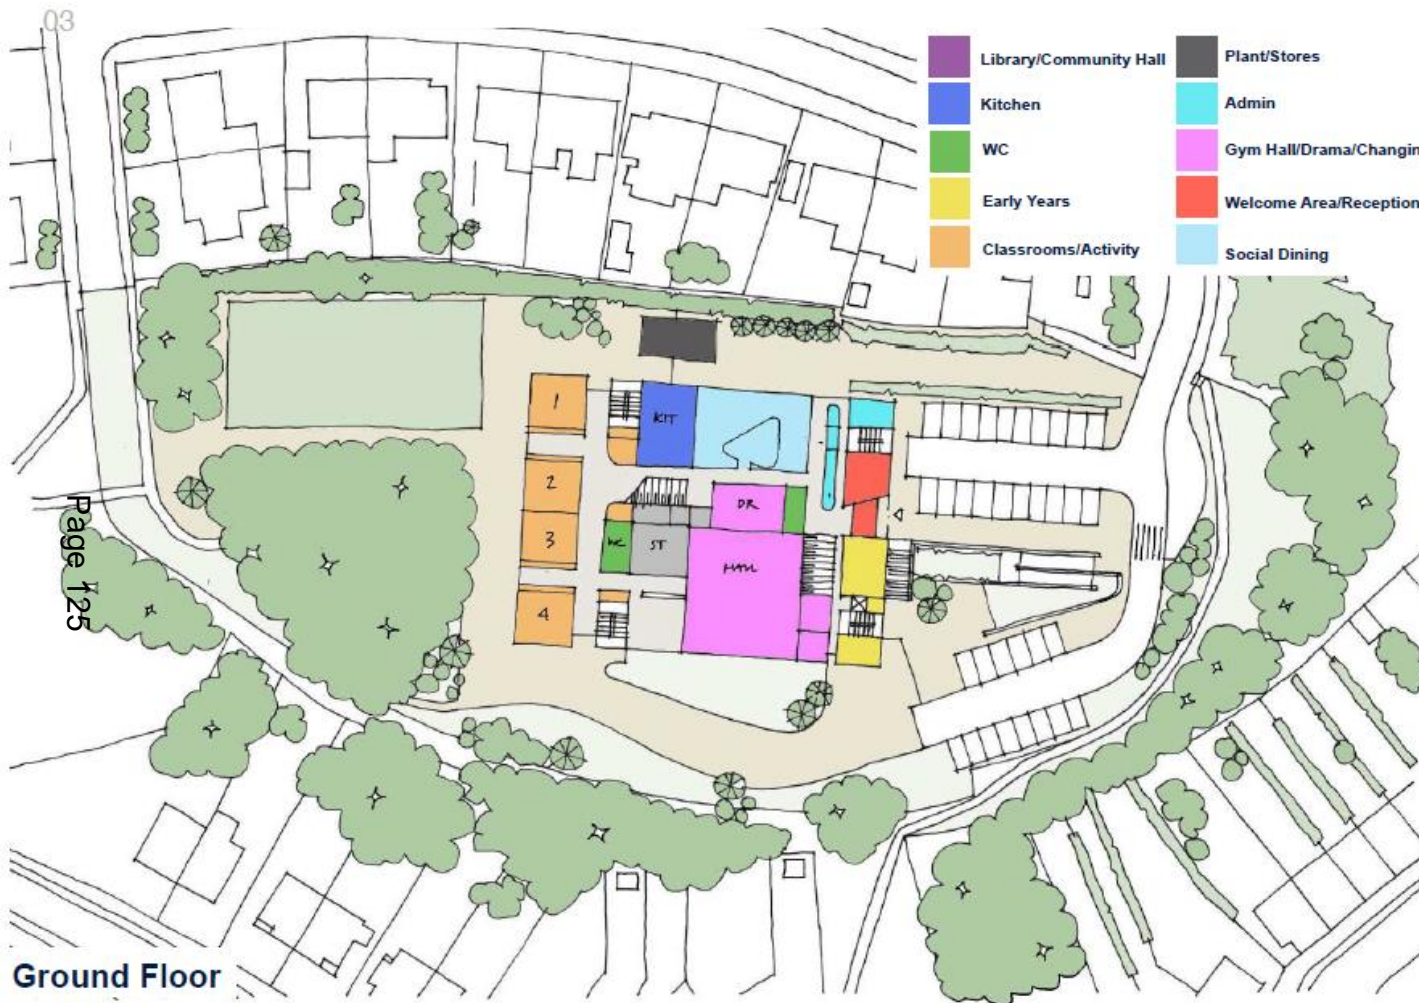 03
Library/Community Hall
Plant/Stores
Kitchen
Admin
WC
Gym Hall/Drama/Changin
Early Years
Welcome Area/Reception
Classrooms/Activity
Social Dining
1
KIT
2
DR
3
WC
ST
HALL
4
Page 125
Ground Floor